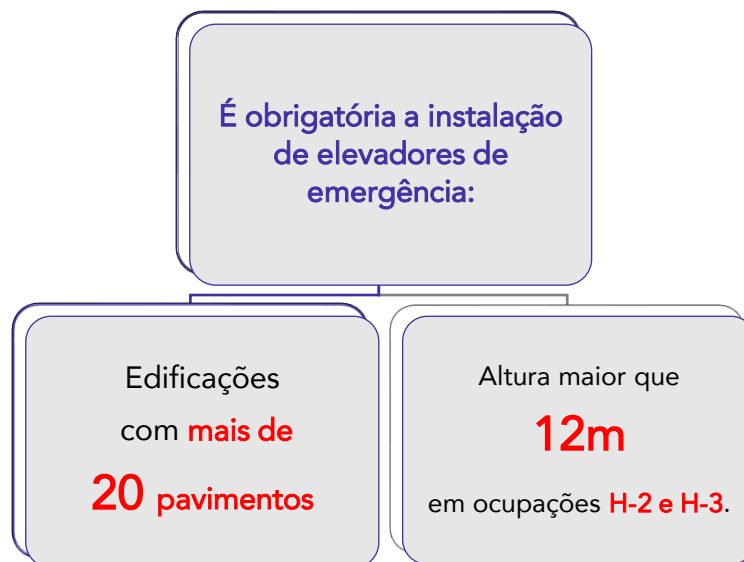 É obrigatória a instalação
de elevadores de
emergência:
Edificações
com mais de
20 pavimentos
Altura maior que
12m
em ocupações H-2 e H-3.